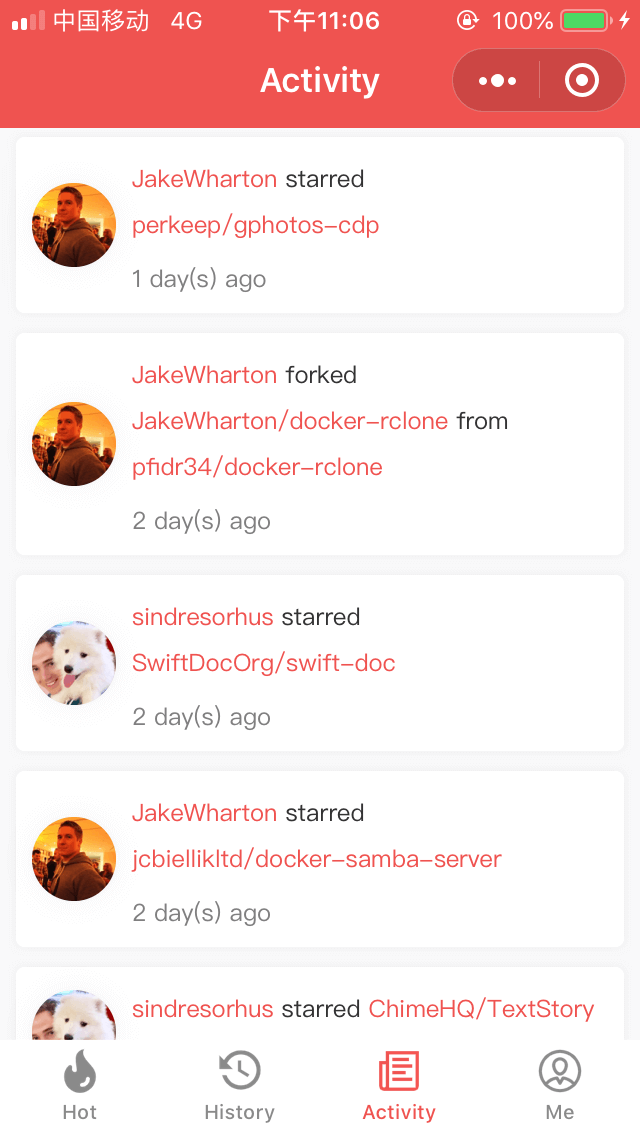 中国移动 4G 下午11:06 100%
Activity
JakeWharton starred
perkeep/gphotos-cdp
1 day(s) ago
JakeWharton forked
JakeWharton/docker-rclone from
pfidr34/docker-rclone
2 day(s) ago
sindresorhus starred
SwiftDocOrg/swift-doc
2 day(s) ago
JakeWharton starred
jcbiellikltd/docker-samba-server
2 day(s) ago
sindresorhus starred ChimeHQ/TextStory
Hot History Activity Me